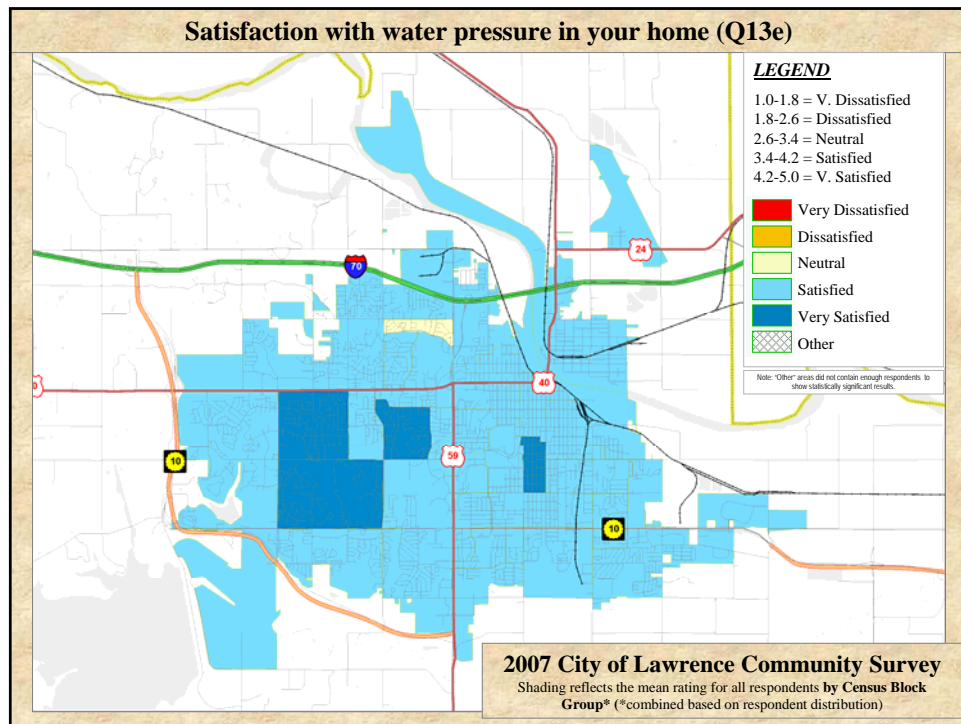 Satisfaction with water pressure in your home (Q13e)
LEGEND
1.0-1.8 = V. Dissatisfied
1.8-2.6 = Dissatisfied
2.6-3.4 = Neutral
3.4-4.2 = Satisfied
4.2-5.0 = V. Satisfied
Very Dissatisfied
Dissatisfied
Neutral
Satisfied
Very Satisfied
Other
Note: "Other" areas did not contain enough respondents to
show statistically significant results.
24
70
40
59
10
10
2007 City of Lawrence Community Survey
Shading reflects the mean rating for all respondents by Census Block
Group* (*combined based on respondent distribution)